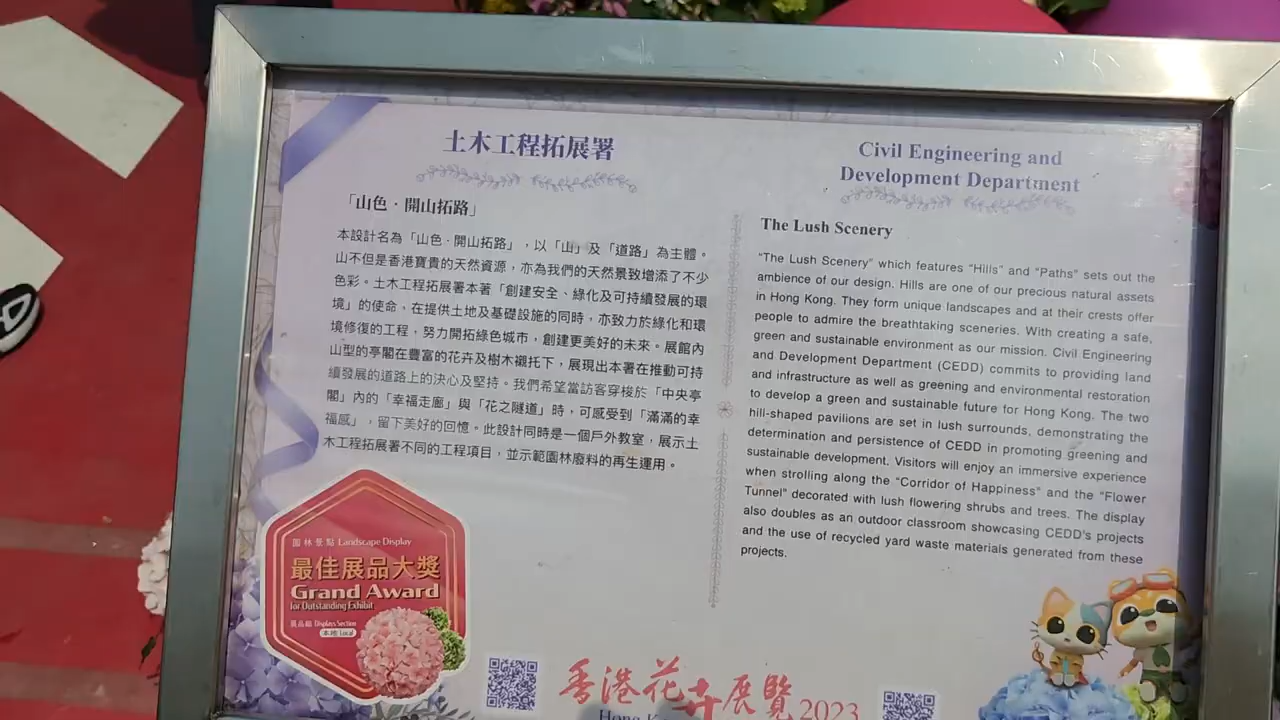 土木工程拓展署
「山色．開山拓路」
本設計名為「山色．開山拓路」，以「山」及「道路」為主體。
山不但是香港寶貴的天然資源，亦為我們的天然景致增添了不少
色彩。土木工程拓展署本著「創建安全、綠化及可持續發展的環
境」的使命，在提供土地及基礎設施的同時，亦致力於綠化和環
境修復的工程，努力開拓綠色城市，創建更美好的未來。展館內
山型的亭閣在豐富的花卉及樹木襯托下，展現出本署在推動可持
續發展的道路上的決心及堅持。我們希望當訪客穿梭於「中央亭
閣」內的「幸福走廊」與「花之隧道」時，可感受到「滿滿的幸
福感」，留下美好的回憶。此設計同時是一個戶外教室，展示土
木工程拓展署不同的工程項目，並示範園林廢料的再生運用。
Civil Engineering and
Development Department
The Lush Scenery
"The Lush Scenery" which features "Hills" and "Paths" sets out the
ambience of our design. Hills are one of our precious natural assets
in Hong Kong. They form unique landscapes and at their crests offer
people to admire the breathtaking sceneries. With creating a safe,
green and sustainable environment as our mission. Civil Engineering
and Development Department (CEDD) commits to providing land
and infrastructure as well as greening and environmental restoration
to develop a green and sustainable future for Hong Kong. The two
hill-shaped pavilions are set in lush surrounds, demonstrating the
determination and persistence of CEDD in promoting greening and
sustainable development. Visitors will enjoy an immersive experience
when strolling along the "Corridor of Happiness" and the "Flower
Tunnel" decorated with lush flowering shrubs and trees. The display
also doubles as an outdoor classroom showcasing CEDD's projects
and the use of recycled yard waste materials generated from these
projects.
園林景點 Landscape Display
最佳展品大獎
Grand Award
for Outstanding Exhibit
展品組 Displays Section
本地 Local
香港花卉展覽2023